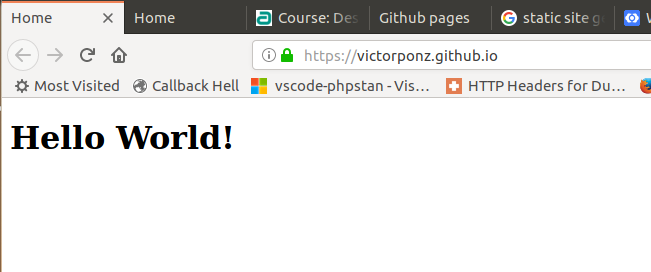 Home Home Course: Des Github pages static site ge
https://victorponz.github.io
Most Visited Callback Hell vscode-phpstan - Vis… HTTP Headers for Du…
Hello World!